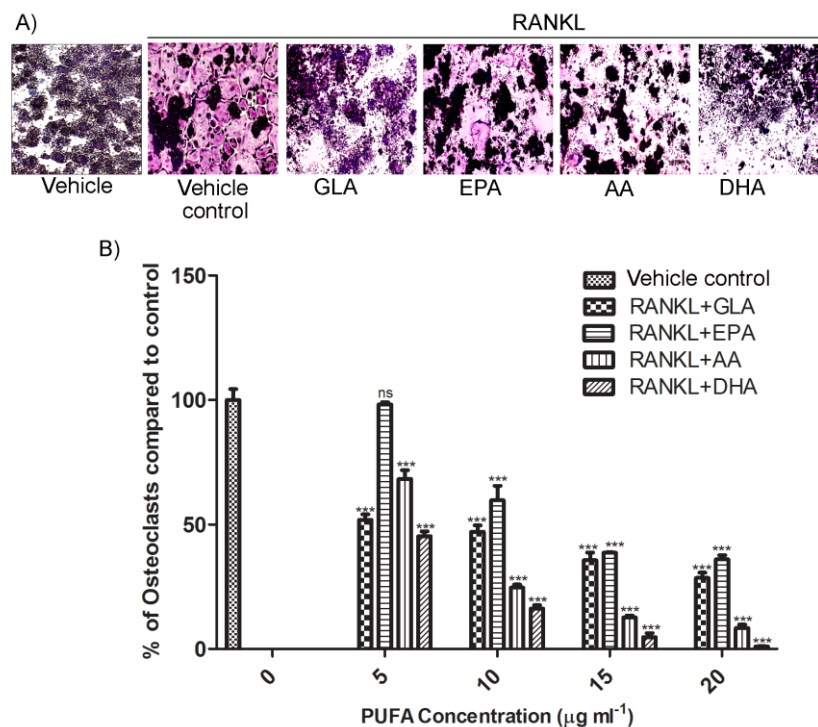 A)
RANKL
Vehicle
Vehicle
control
GLA
EPA
AA
DHA
B)
% of Osteoclasts compared to control
150
100
50
0
Vehicle control
RANKL+GLA
RANKL+EPA
RANKL+AA
RANKL+DHA
*** ns *** ***
*** *** *** ***
*** *** *** ***
*** *** *** ***
0 5 10 15 20
PUFA Concentration (μg ml⁻¹)